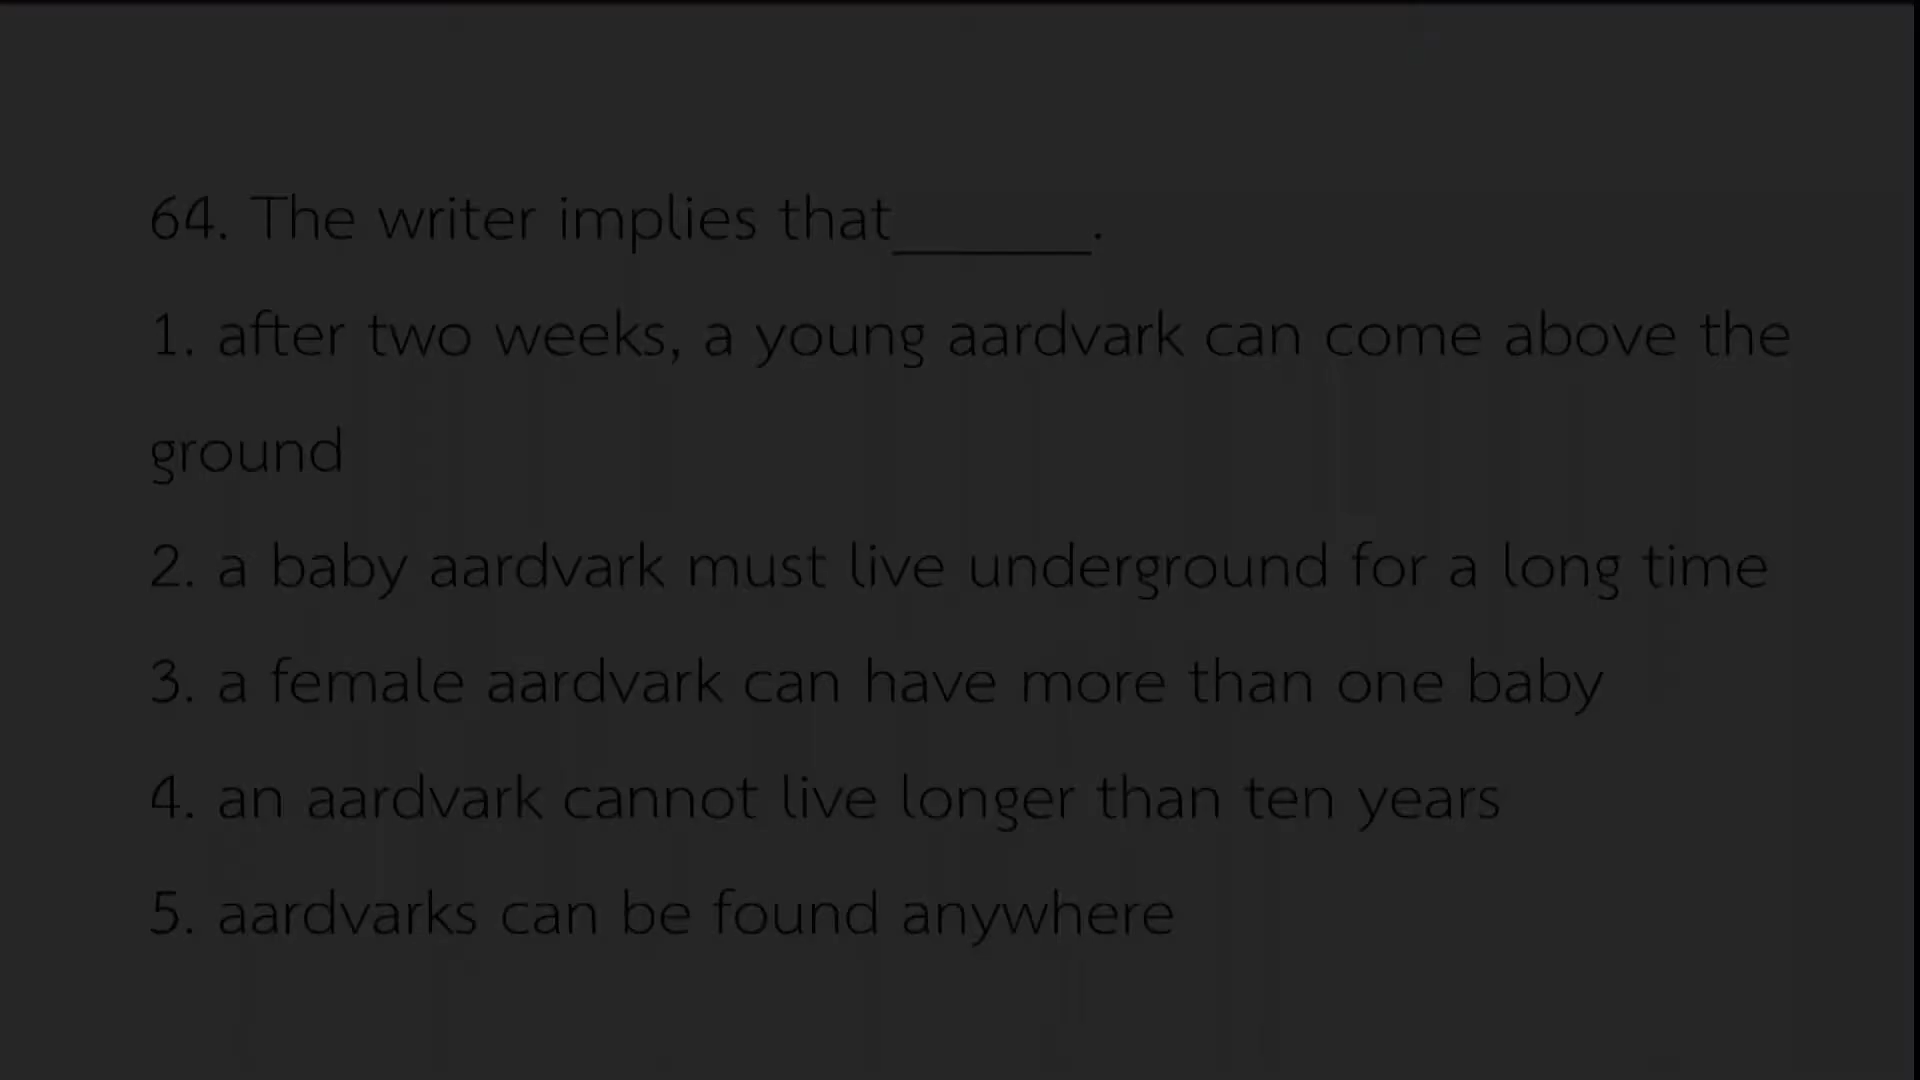 64. The writer implies that______.
1. after two weeks, a young aardvark can come above the
ground
2. a baby aardvark must live underground for a long time
3. a female aardvark can have more than one baby
4. an aardvark cannot live longer than ten years
5. aardvarks can be found anywhere